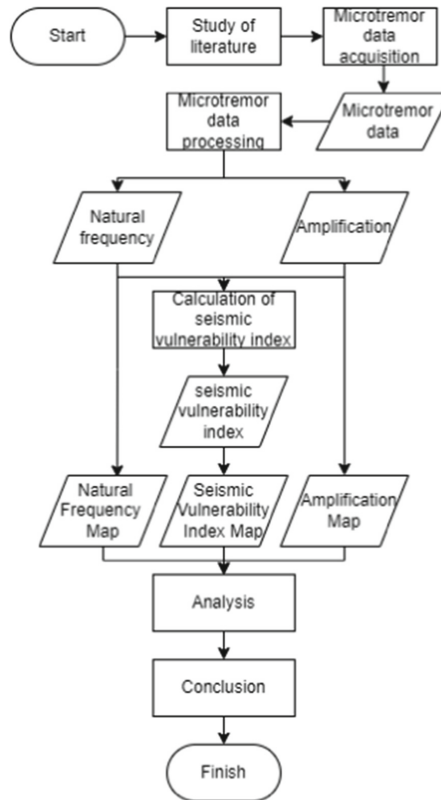 Start
Study of
literature
Microtremor
data
acquisition
Microtremor
data
processing
Microtremor
data
Natural
frequency
Amplification
Calculation of
seismic
vulnerability index
seismic
vulnerability
index
Natural
Frequency
Map
Seismic
Vulnerability
Index Map
Amplification
Map
Analysis
Conclusion
Finish